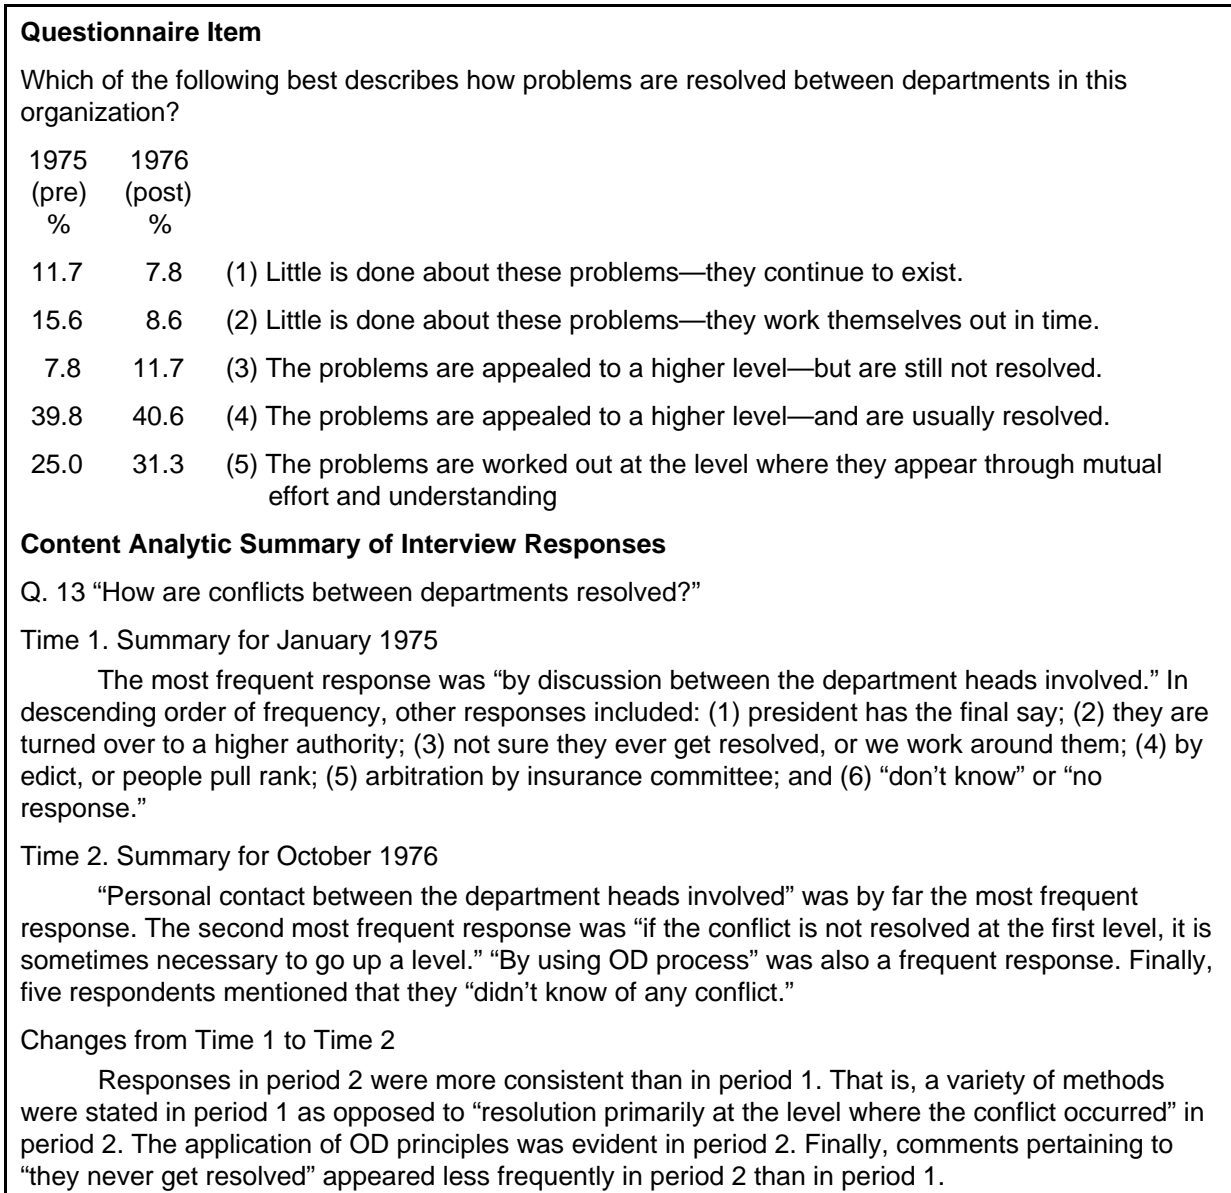 Questionnaire Item
Which of the following best describes how problems are resolved between departments in this
organization?
1975 1976
(pre) (post)
% %
11.7 7.8 (1) Little is done about these problems—they continue to exist.
15.6 8.6 (2) Little is done about these problems—they work themselves out in time.
7.8 11.7 (3) The problems are appealed to a higher level—but are still not resolved.
39.8 40.6 (4) The problems are appealed to a higher level—and are usually resolved.
25.0 31.3 (5) The problems are worked out at the level where they appear through mutual
effort and understanding
Content Analytic Summary of Interview Responses
Q. 13 “How are conflicts between departments resolved?”
Time 1. Summary for January 1975
The most frequent response was “by discussion between the department heads involved.” In
descending order of frequency, other responses included: (1) president has the final say; (2) they are
turned over to a higher authority; (3) not sure they ever get resolved, or we work around them; (4) by
edict, or people pull rank; (5) arbitration by insurance committee; and (6) “don’t know” or “no
response.”
Time 2. Summary for October 1976
“Personal contact between the department heads involved” was by far the most frequent
response. The second most frequent response was “if the conflict is not resolved at the first level, it is
sometimes necessary to go up a level.” “By using OD process” was also a frequent response. Finally,
five respondents mentioned that they “didn’t know of any conflict.”
Changes from Time 1 to Time 2
Responses in period 2 were more consistent than in period 1. That is, a variety of methods
were stated in period 1 as opposed to “resolution primarily at the level where the conflict occurred” in
period 2. The application of OD principles was evident in period 2. Finally, comments pertaining to
“they never get resolved” appeared less frequently in period 2 than in period 1.